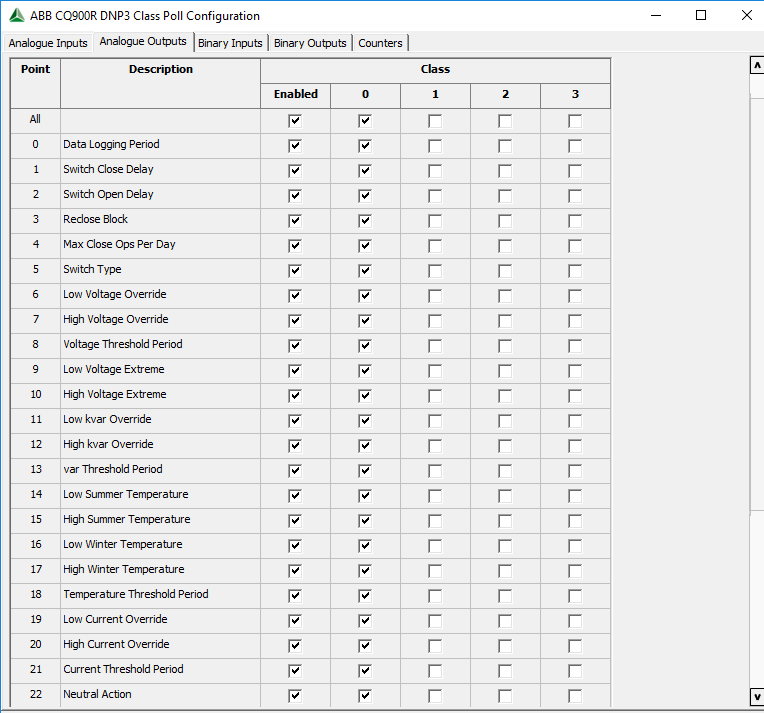 ABB CQ900R DNP3 Class Poll Configuration
Analogue Inputs Analogue Outputs Binary Inputs Binary Outputs Counters
Point Description Class
Enabled 0 1 2 3
All
0 Data Logging Period
1 Switch Close Delay
2 Switch Open Delay
3 Reclose Block
4 Max Close Ops Per Day
5 Switch Type
6 Low Voltage Override
7 High Voltage Override
8 Voltage Threshold Period
9 Low Voltage Extreme
10 High Voltage Extreme
11 Low kvar Override
12 High kvar Override
13 var Threshold Period
14 Low Summer Temperature
15 High Summer Temperature
16 Low Winter Temperature
17 High Winter Temperature
18 Temperature Threshold Period
19 Low Current Override
20 High Current Override
21 Current Threshold Period
22 Neutral Action